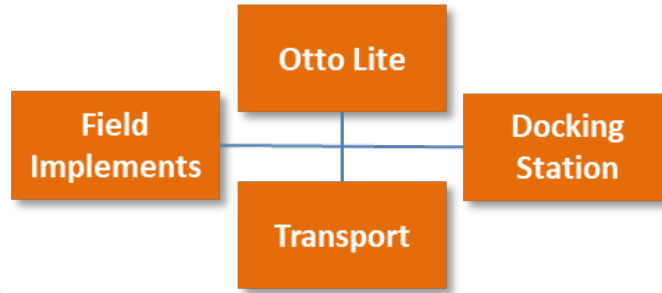 Otto Lite
Field
Implements
Docking
Station
Transport